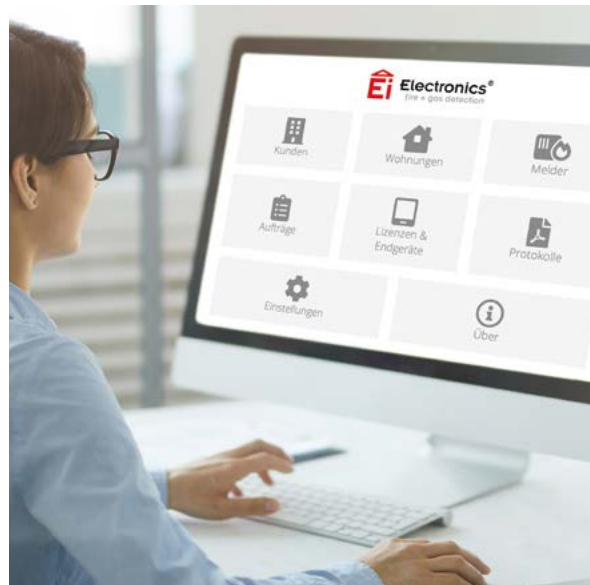 Ei Electronics®
fire + gas detection
Kunden
Wohnungen
Melder
Aufträge
Lizenzen &
Endgeräte
Protokolle
Einstellungen
Über